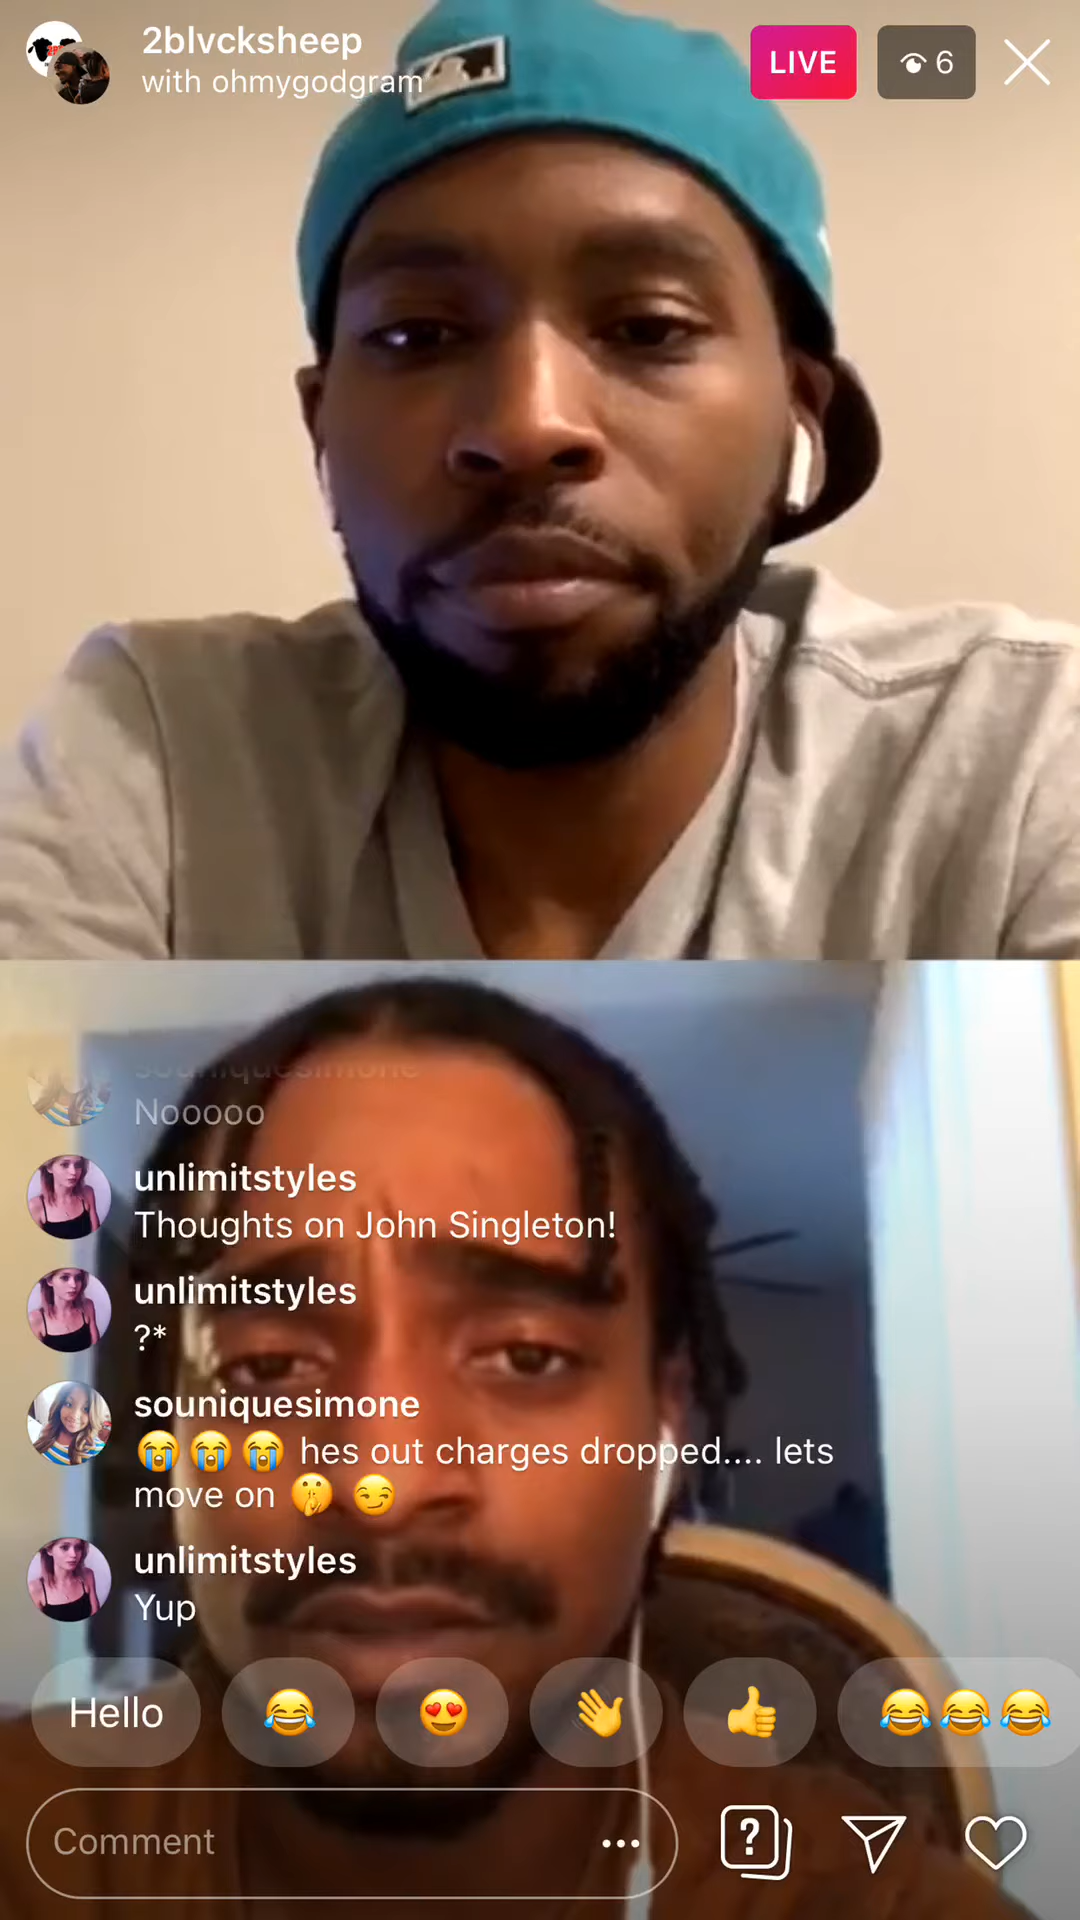 2blvcksheep
with ohmygodgram
LIVE
6
souniquesimone
Nooooo
unlimitstyles
Thoughts on John Singleton!
unlimitstyles
?*
souniquesimone
😭😭😭 hes out charges dropped.... lets
move on 🤫 😏
unlimitstyles
Yup
Hello
Comment